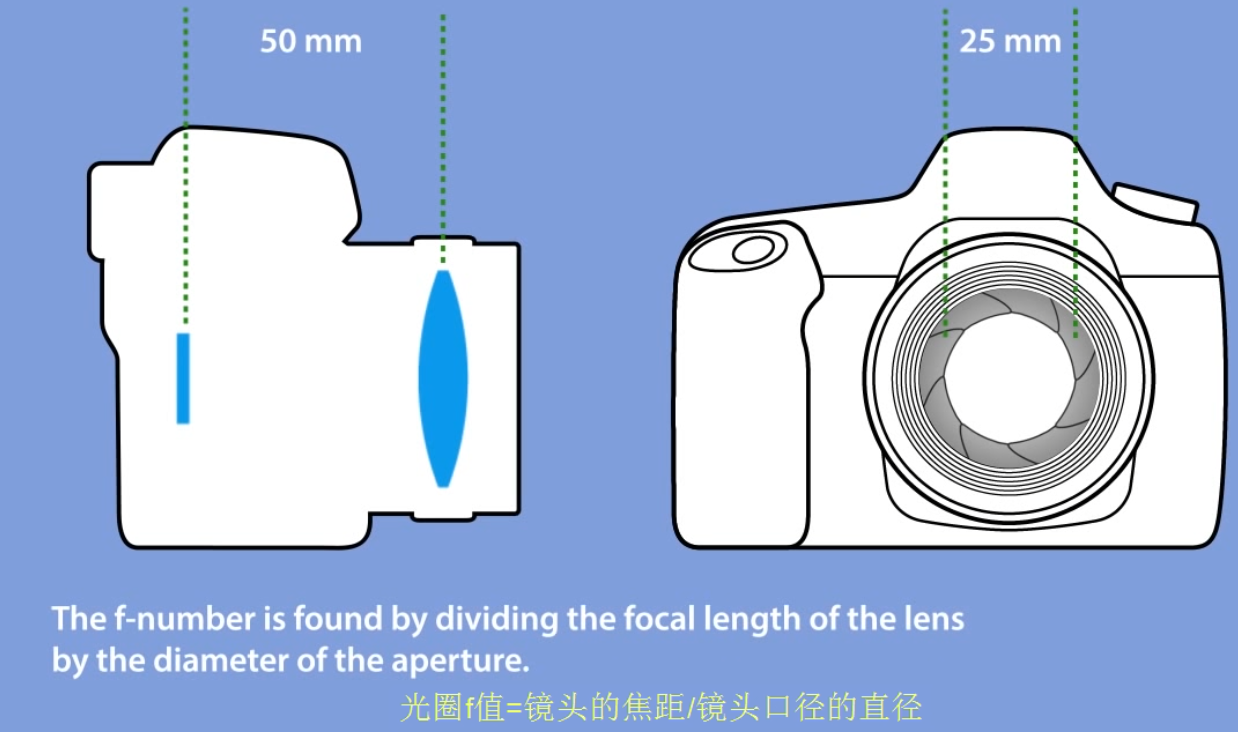 50 mm
25 mm
The f-number is found by dividing the focal length of the lens
by the diameter of the aperture.
光圈f值=镜头的焦距/镜头口径的直径